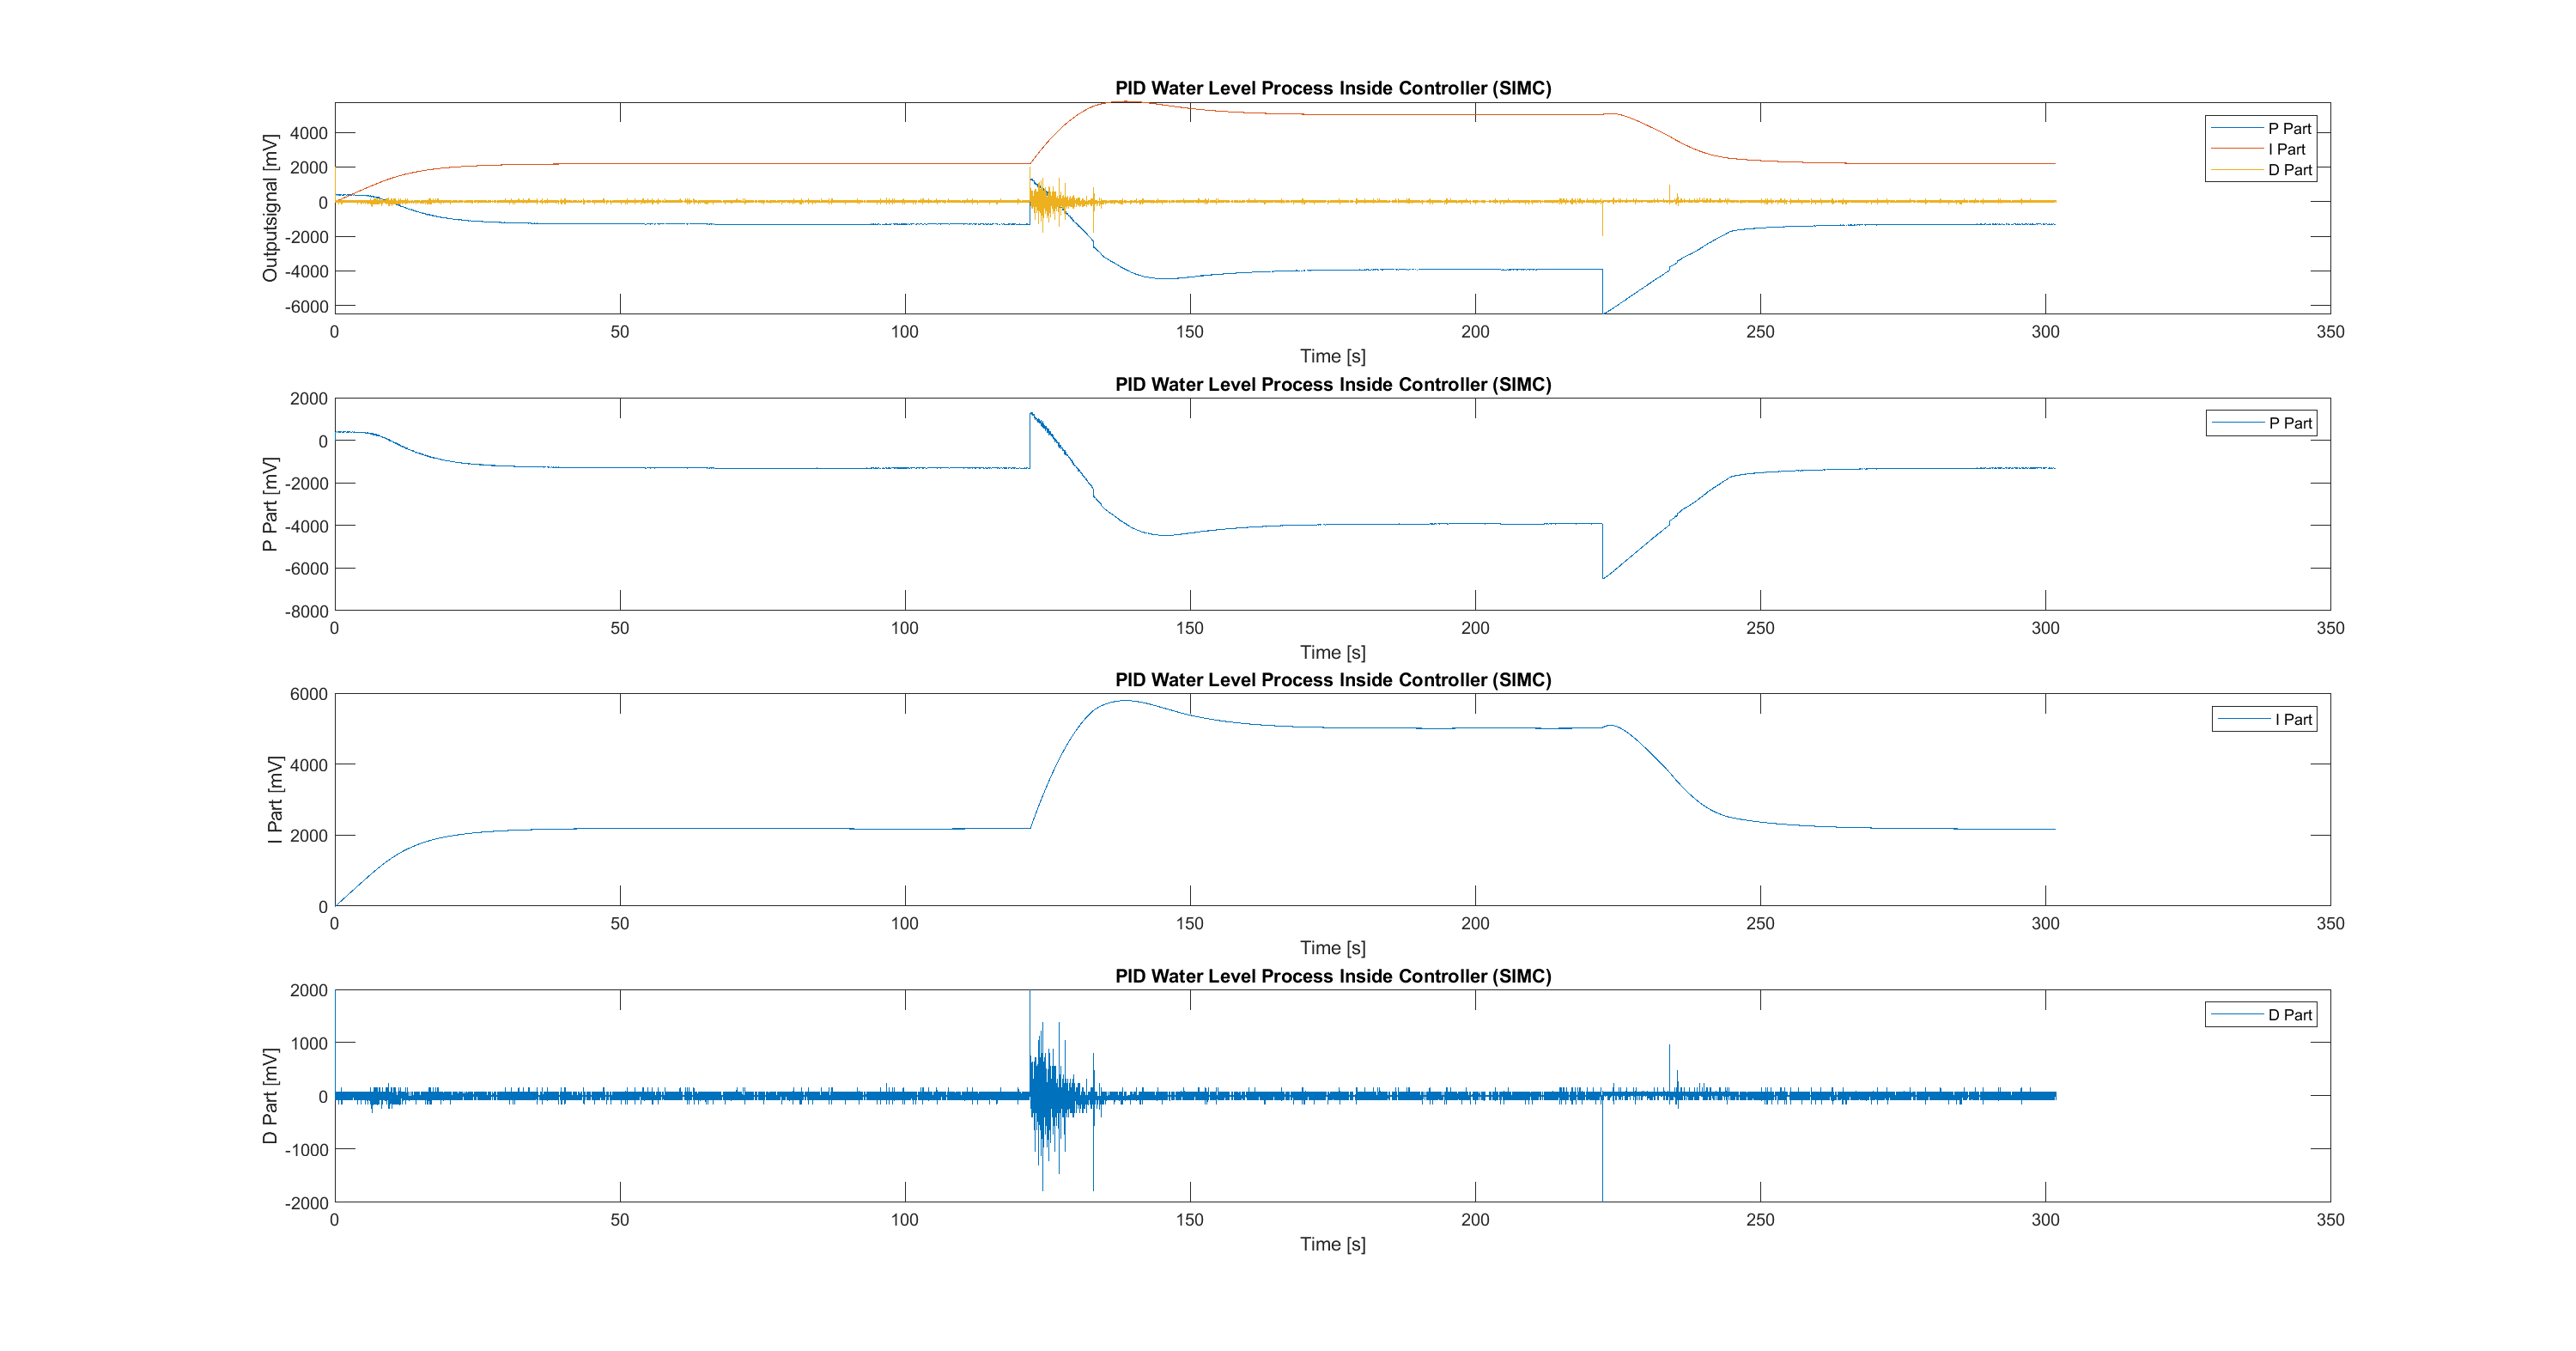 PID Water Level Process Inside Controller (SIMC)
Outputsignal [mV]
4000
2000
0
-2000
-4000
-6000
P Part
I Part
D Part
0 50 100 150 200 250 300 350
Time [s]
PID Water Level Process Inside Controller (SIMC)
P Part [mV]
2000
0
-2000
-4000
-6000
-8000
P Part
0 50 100 150 200 250 300 350
Time [s]
PID Water Level Process Inside Controller (SIMC)
I Part [mV]
6000
4000
2000
0
I Part
0 50 100 150 200 250 300 350
Time [s]
PID Water Level Process Inside Controller (SIMC)
D Part [mV]
2000
1000
0
-1000
-2000
D Part
0 50 100 150 200 250 300 350
Time [s]